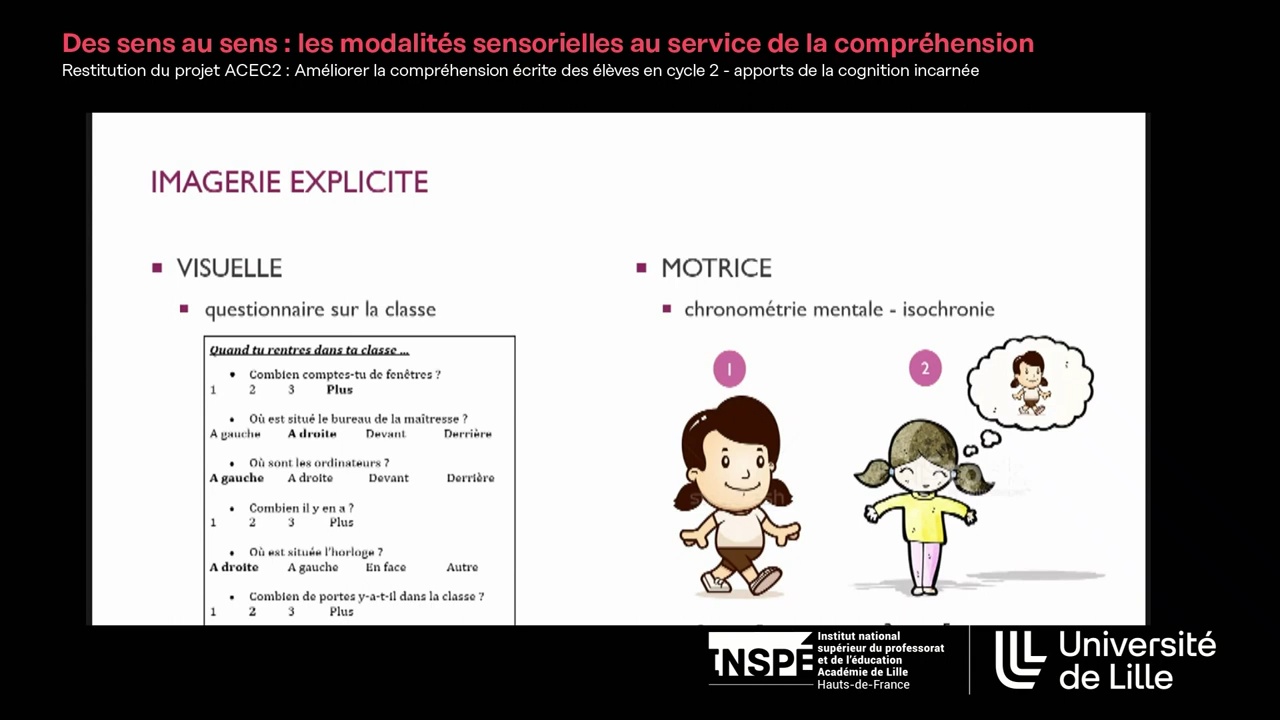 Des sens au sens : les modalités sensorielles au service de la compréhension
Restitution du projet ACEC2 : Améliorer la compréhension écrite des élèves en cycle 2 - apports de la cognition incarnée
IMAGERIE EXPLICITE
VISUELLE
questionnaire sur la classe
Quand tu rentres dans ta classe ...
Combien comptes-tu de fenêtres ?
1 2 3 Plus
Où est situé le bureau de la maîtresse ?
A gauche A droite Devant Derrière
Où sont les ordinateurs ?
A gauche A droite Devant Derrière
Combien il y en a ?
1 2 3 Plus
Où est située l'horloge ?
A droite A gauche En face Autre
Combien de portes y-a-t-il dans la classe ?
1 2 3 Plus
MOTRICE
chronométrie mentale - isochronie
1 2
INSPÉ
Institut national
supérieur du professorat
et de l'éducation
Académie de Lille
Hauts-de-France
Université
de Lille